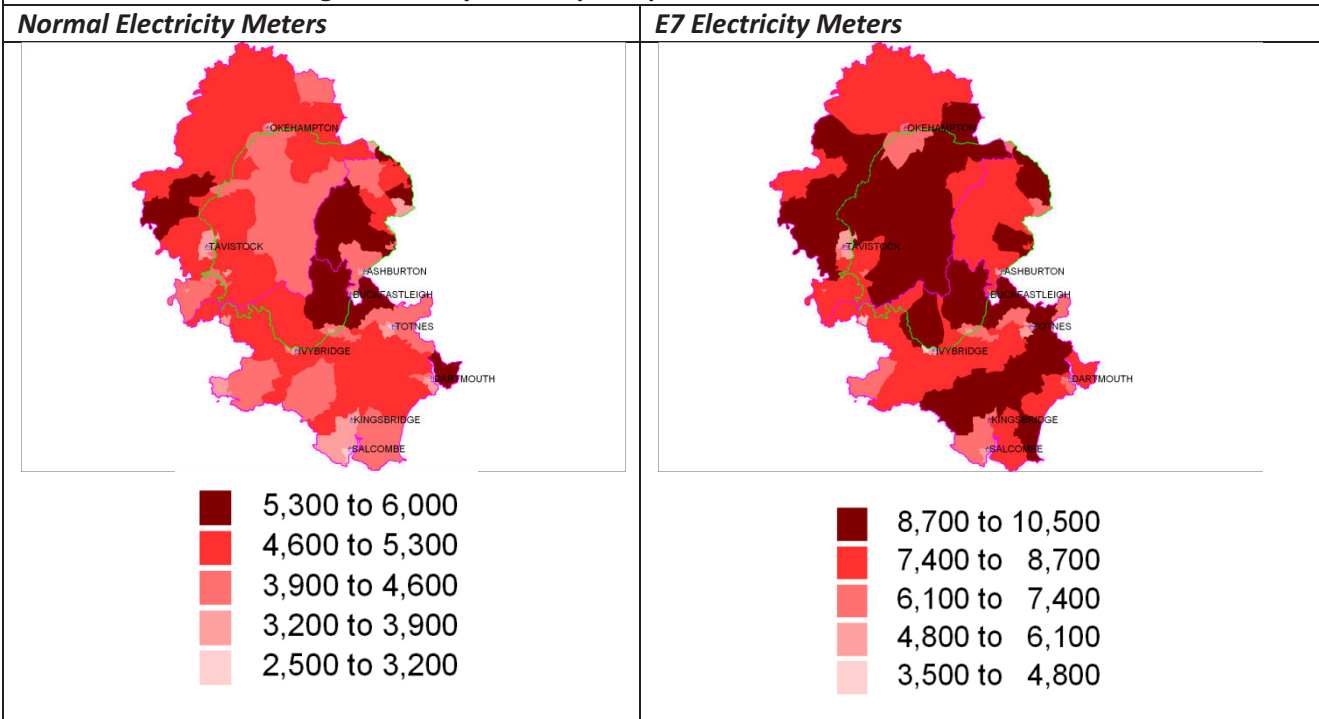 Normal Electricity Meters
E7 Electricity Meters
OKEHAMPTON
TAVISTOCK
ASHBURTON
BUCKFASTLEIGH
TOTNES
IVYBRIDGE
DARTMOUTH
KINGSBRIDGE
SALCOMBE
5,300 to 6,000
4,600 to 5,300
3,900 to 4,600
3,200 to 3,900
2,500 to 3,200
OKEHAMPTON
TAVISTOCK
ASHBURTON
BUCKFASTLEIGH
TOTNES
IVYBRIDGE
DARTMOUTH
KINGSBRIDGE
SALCOMBE
8,700 to 10,500
7,400 to 8,700
6,100 to 7,400
4,800 to 6,100
3,500 to 4,800